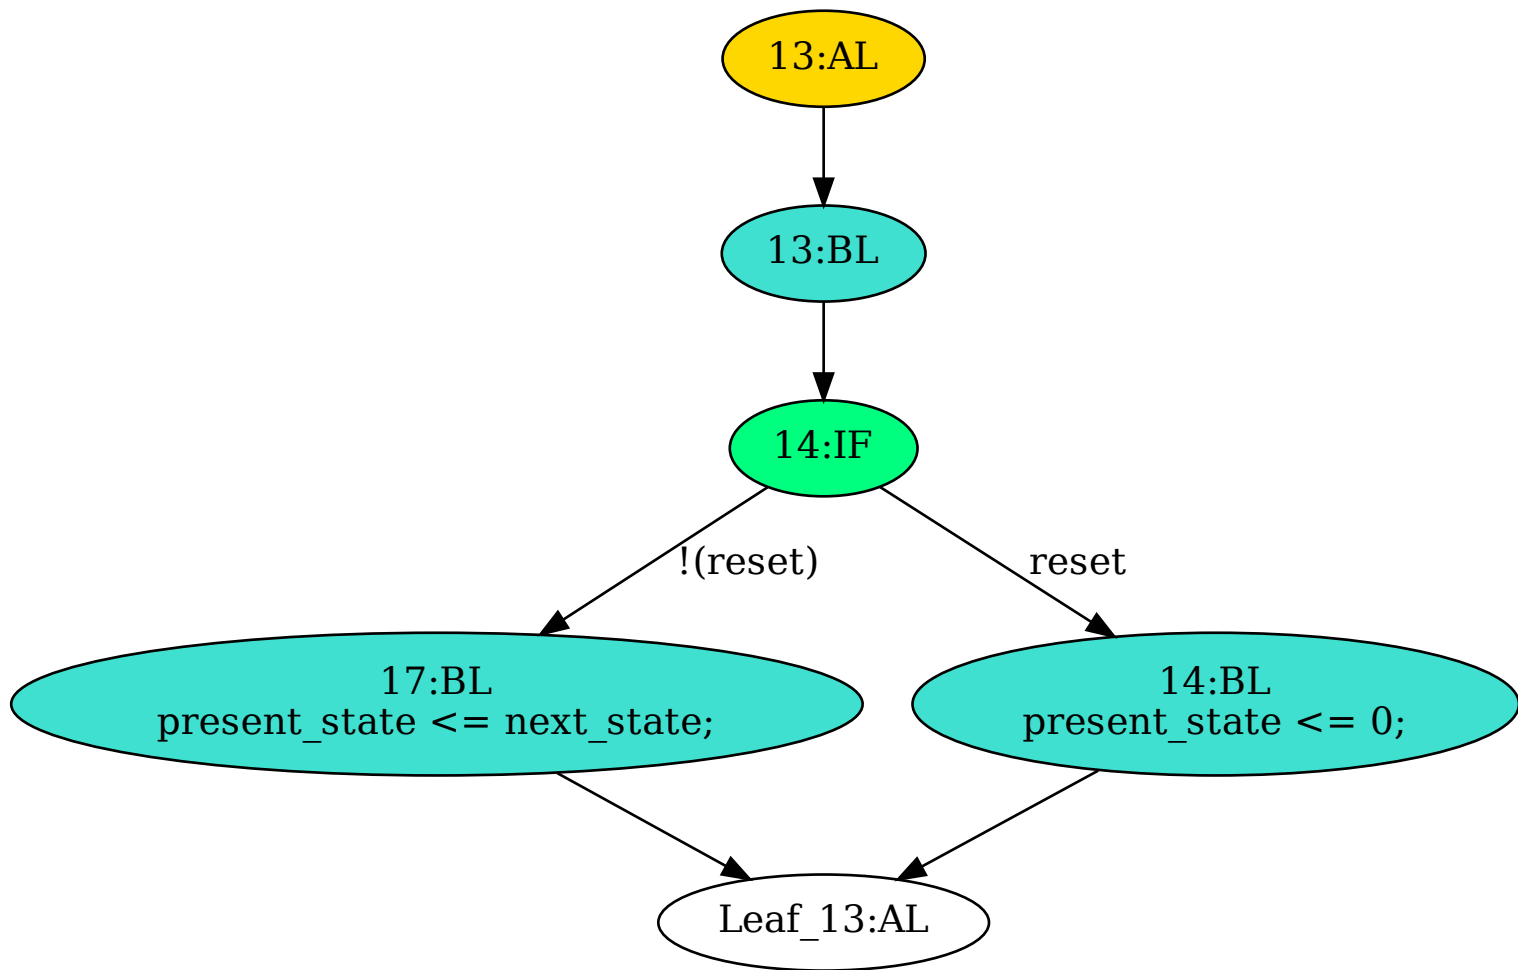 13:AL
13:BL
14:IF
!(reset)
reset
17:BL
present_state <= next_state;
14:BL
present_state <= 0;
Leaf_13:AL